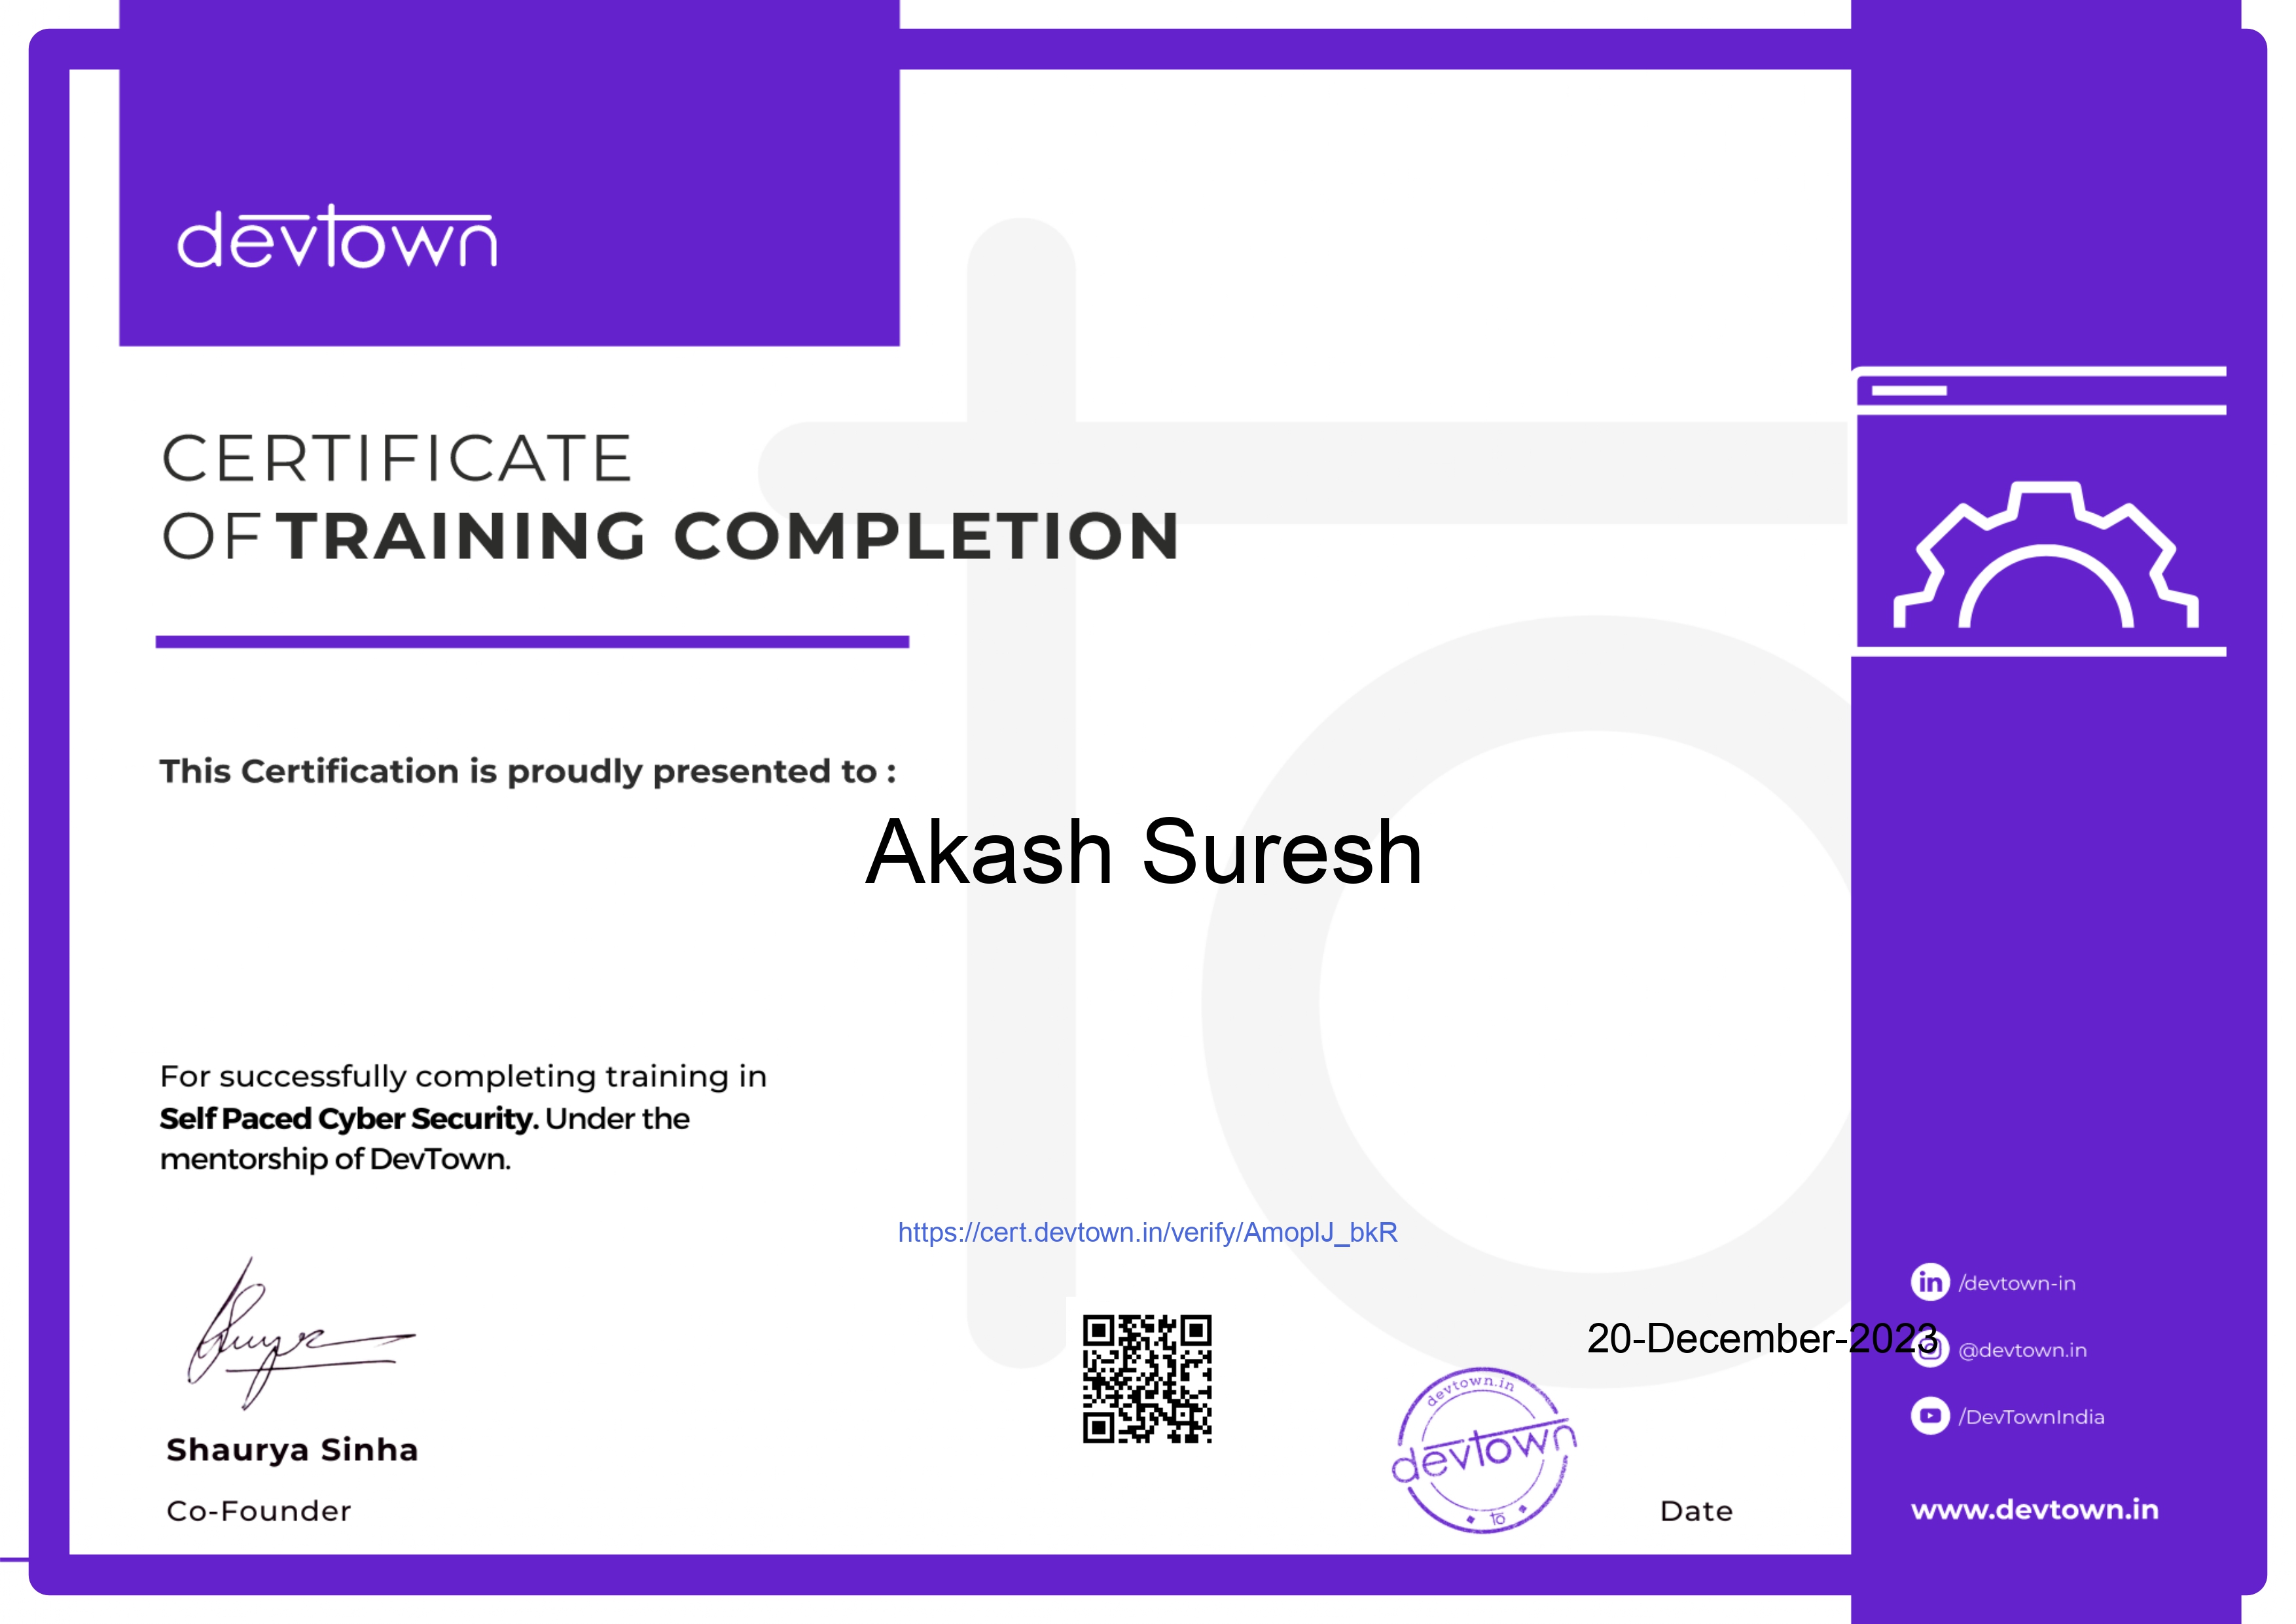 devtown
CERTIFICATE
OF TRAINING COMPLETION
This Certification is proudly presented to :
Akash Suresh
For successfully completing training in
Self Paced Cyber Security. Under the
mentorship of DevTown.
https://cert.devtown.in/verify/AmoplJ_bkR
Shaurya Sinha
Co-Founder
devtown.in
devtown
to
20-December-2023
Date
in /devtown-in
@devtown.in
/DevTownIndia
www.devtown.in